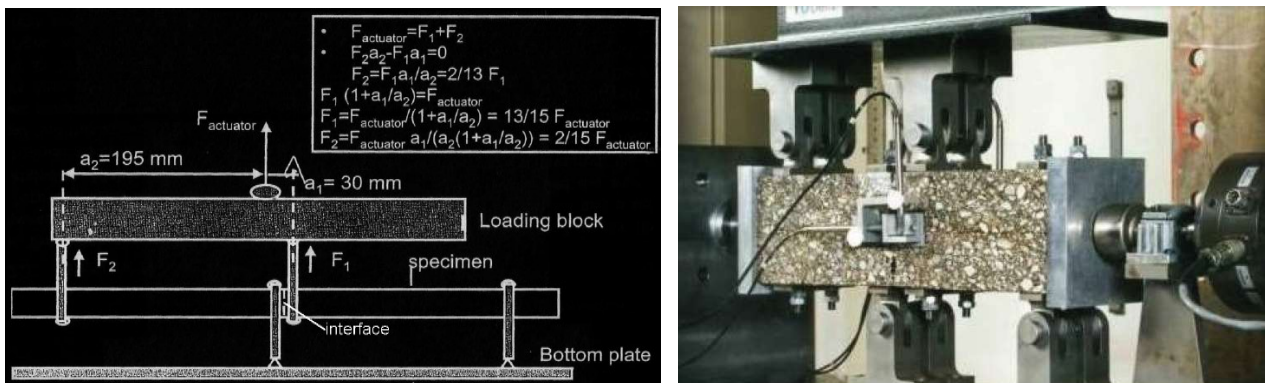 • F_actuator=F_1+F_2
• F_2a_2-F_1a_1=0
F_2=F_1a_1/a_2=2/13 F_1
F_1 (1+a_1/a_2)=F_actuator
F_1=F_actuator/(1+a_1/a_2) = 13/15 F_actuator
F_2=F_actuator a_1/(a_2(1+a_1/a_2)) = 2/15 F_actuator
F_actuator
a_2=195 mm
a_1= 30 mm
Loading block
F_2
F_1
specimen
interface
Bottom plate